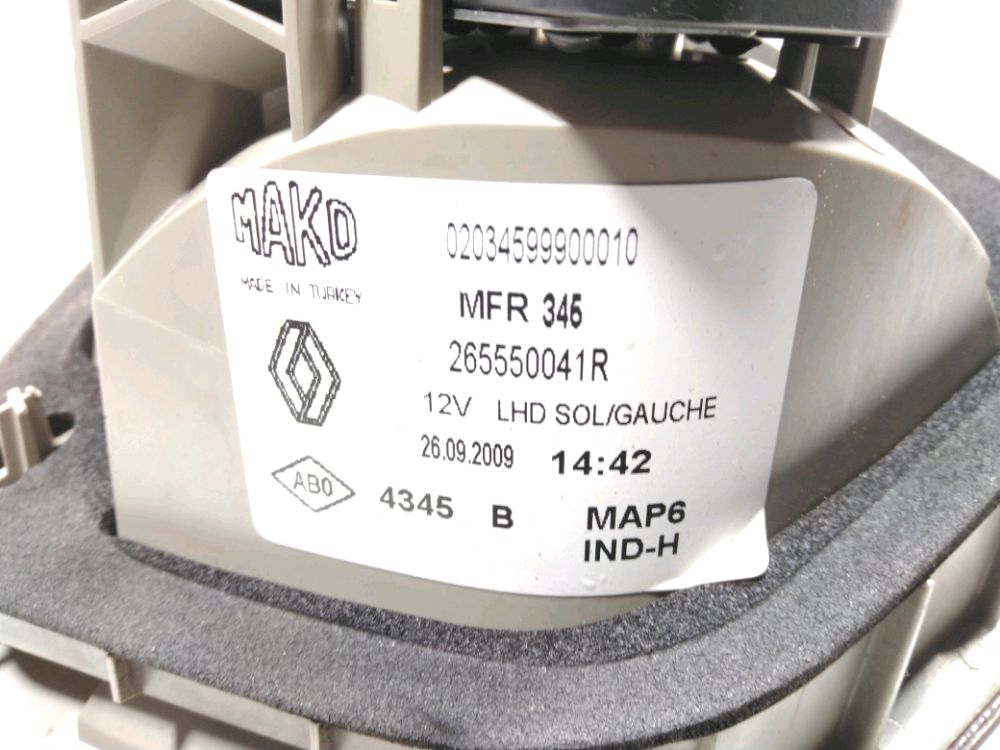 MAKO
02034599900010
MADE IN TURKEY
MFR 345
265550041R
12V LHD SOL/GAUCHE
26.09.2009 14:42
AB0
4345 B MAP6
IND-H